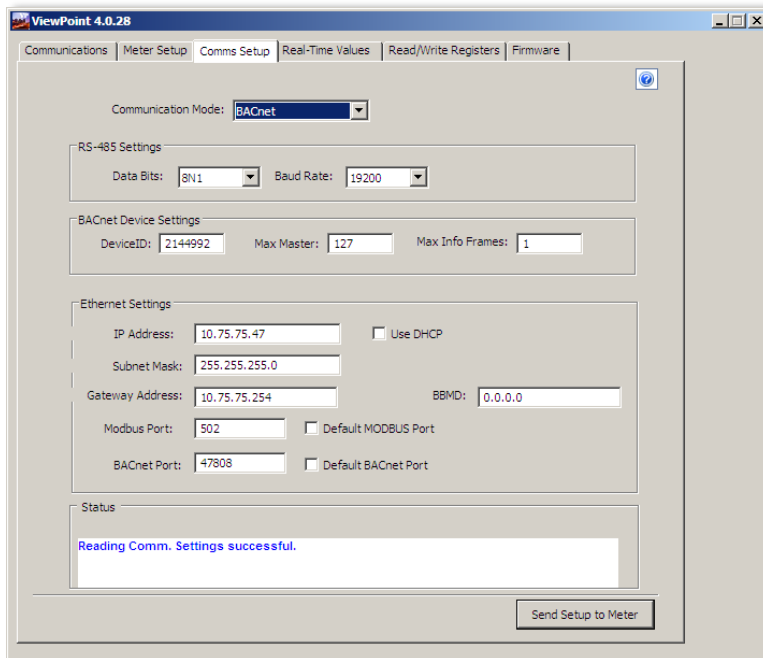 ViewPoint 4.0.28
Communications Meter Setup Comms Setup Real-Time Values Read/Write Registers Firmware
Communication Mode: BACnet
RS-485 Settings
Data Bits: 8N1 Baud Rate: 19200
BACnet Device Settings
DeviceID: 2144992 Max Master: 127 Max Info Frames: 1
Ethernet Settings
IP Address: 10.75.75.47 Use DHCP
Subnet Mask: 255.255.255.0
Gateway Address: 10.75.75.254 BBMD: 0.0.0.0
Modbus Port: 502 Default MODBUS Port
BACnet Port: 47808 Default BACnet Port
Status
Reading Comm. Settings successful.
Send Setup to Meter